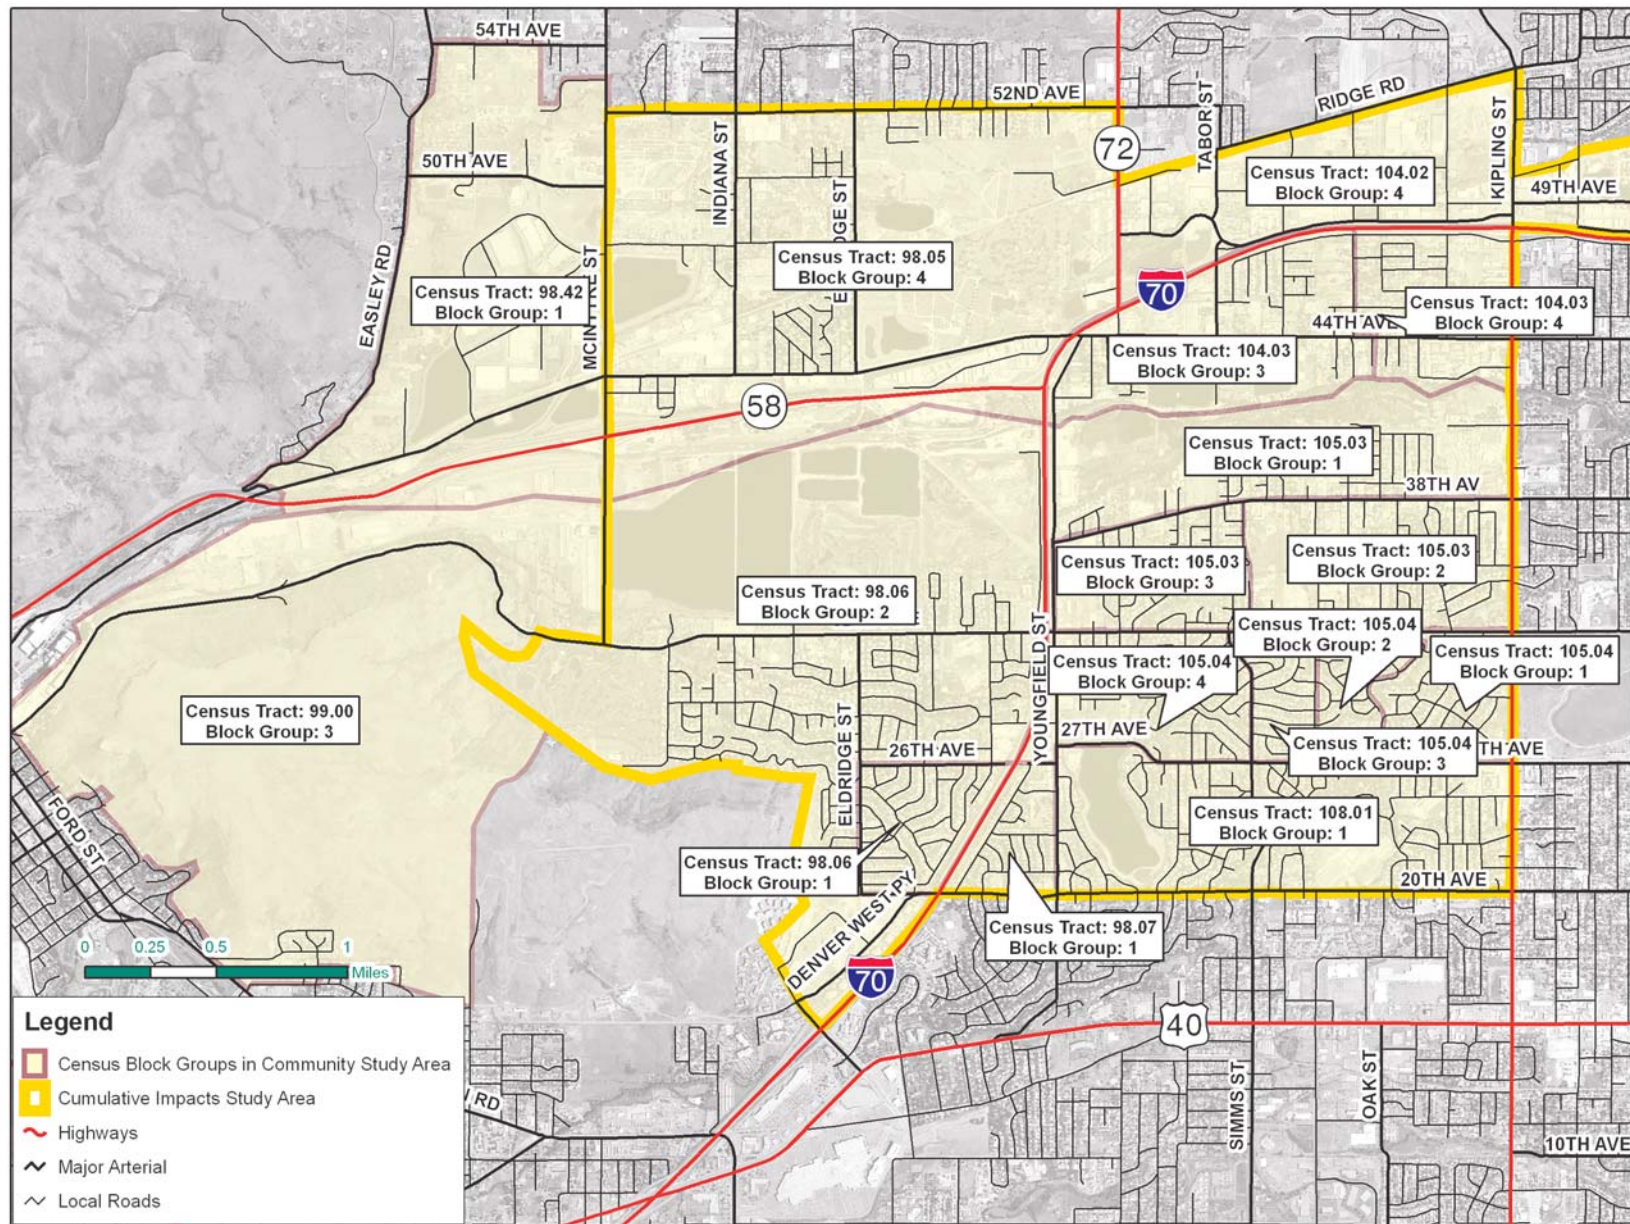 54TH AVE
52ND AVE
RIDGE RD
72
TABOR ST
KIPLING ST
50TH AVE
INDIANA ST
Census Tract: 104.02
Block Group: 4
49TH AVE
EASLEY RD
MCINTYRE ST
Census Tract: 98.05
Block Group: 4
Census Tract: 98.42
Block Group: 1
70
Census Tract: 104.03
Block Group: 4
44TH AVE
Census Tract: 104.03
Block Group: 3
58
Census Tract: 105.03
Block Group: 1
38TH AV
Census Tract: 105.03
Block Group: 3
Census Tract: 105.03
Block Group: 2
Census Tract: 98.06
Block Group: 2
YOUNGFIELD ST
Census Tract: 105.04
Block Group: 2
Census Tract: 105.04
Block Group: 4
Census Tract: 105.04
Block Group: 1
Census Tract: 99.00
Block Group: 3
ELDRIDGE ST
26TH AVE
27TH AVE
Census Tract: 105.04
Block Group: 3
TH AVE
FORD ST
Census Tract: 108.01
Block Group: 1
Census Tract: 98.06
Block Group: 1
20TH AVE
DENVER WEST PY
Census Tract: 98.07
Block Group: 1
0 0.25 0.5 1
Miles
70
40
Legend
Census Block Groups in Community Study Area
Cumulative Impacts Study Area
Highways
Major Arterial
Local Roads
RD
SIMMS ST
OAK ST
10TH AVE